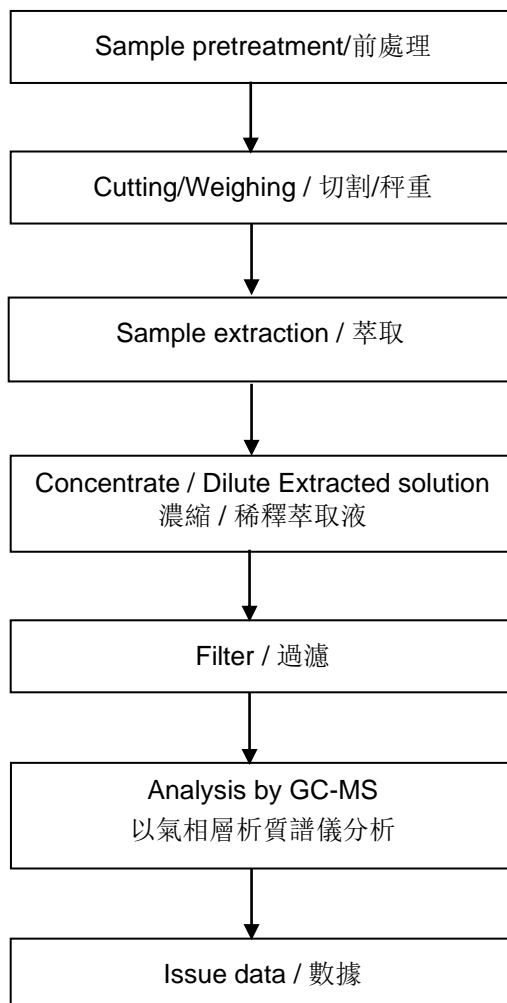 Sample pretreatment/前處理
Cutting/Weighing / 切割/秤重
Sample extraction / 萃取
Concentrate / Dilute Extracted solution
濃縮 / 稀釋萃取液
Filter / 過濾
Analysis by GC-MS
以氣相層析質譜儀分析
Issue data / 數據